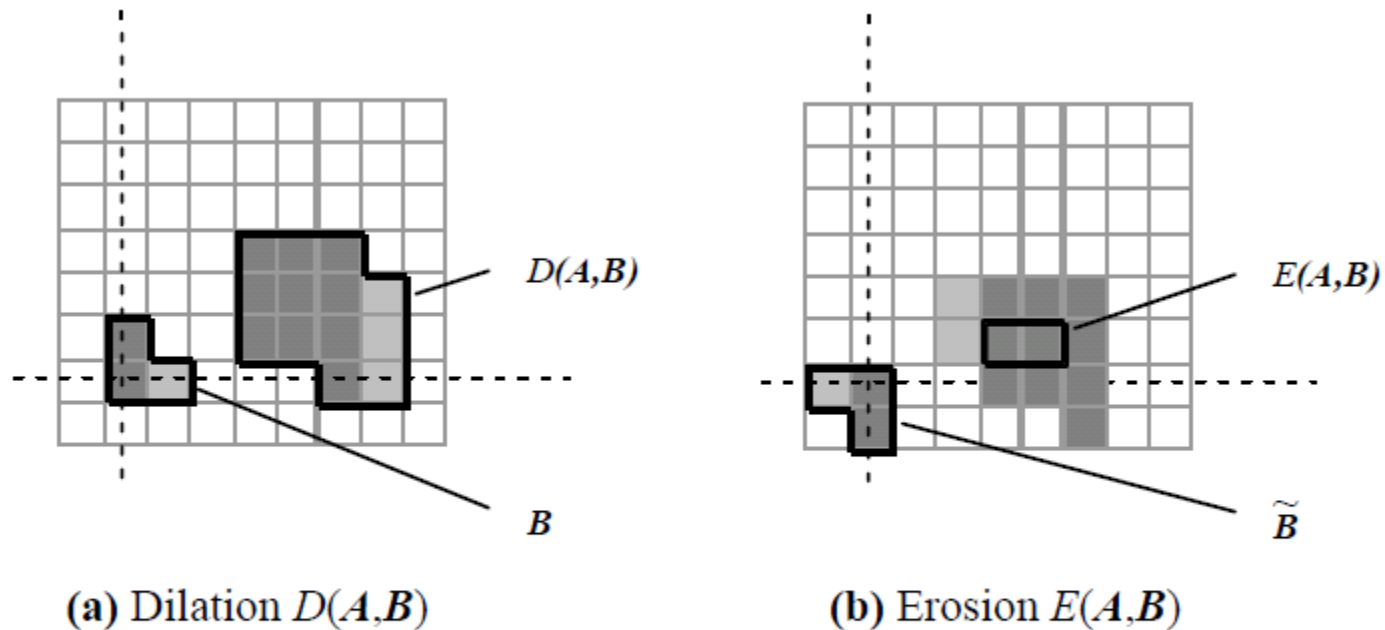 D(A,B)
B
(a) Dilation D(A,B)
E(A,B)
B̃
(b) Erosion E(A,B)